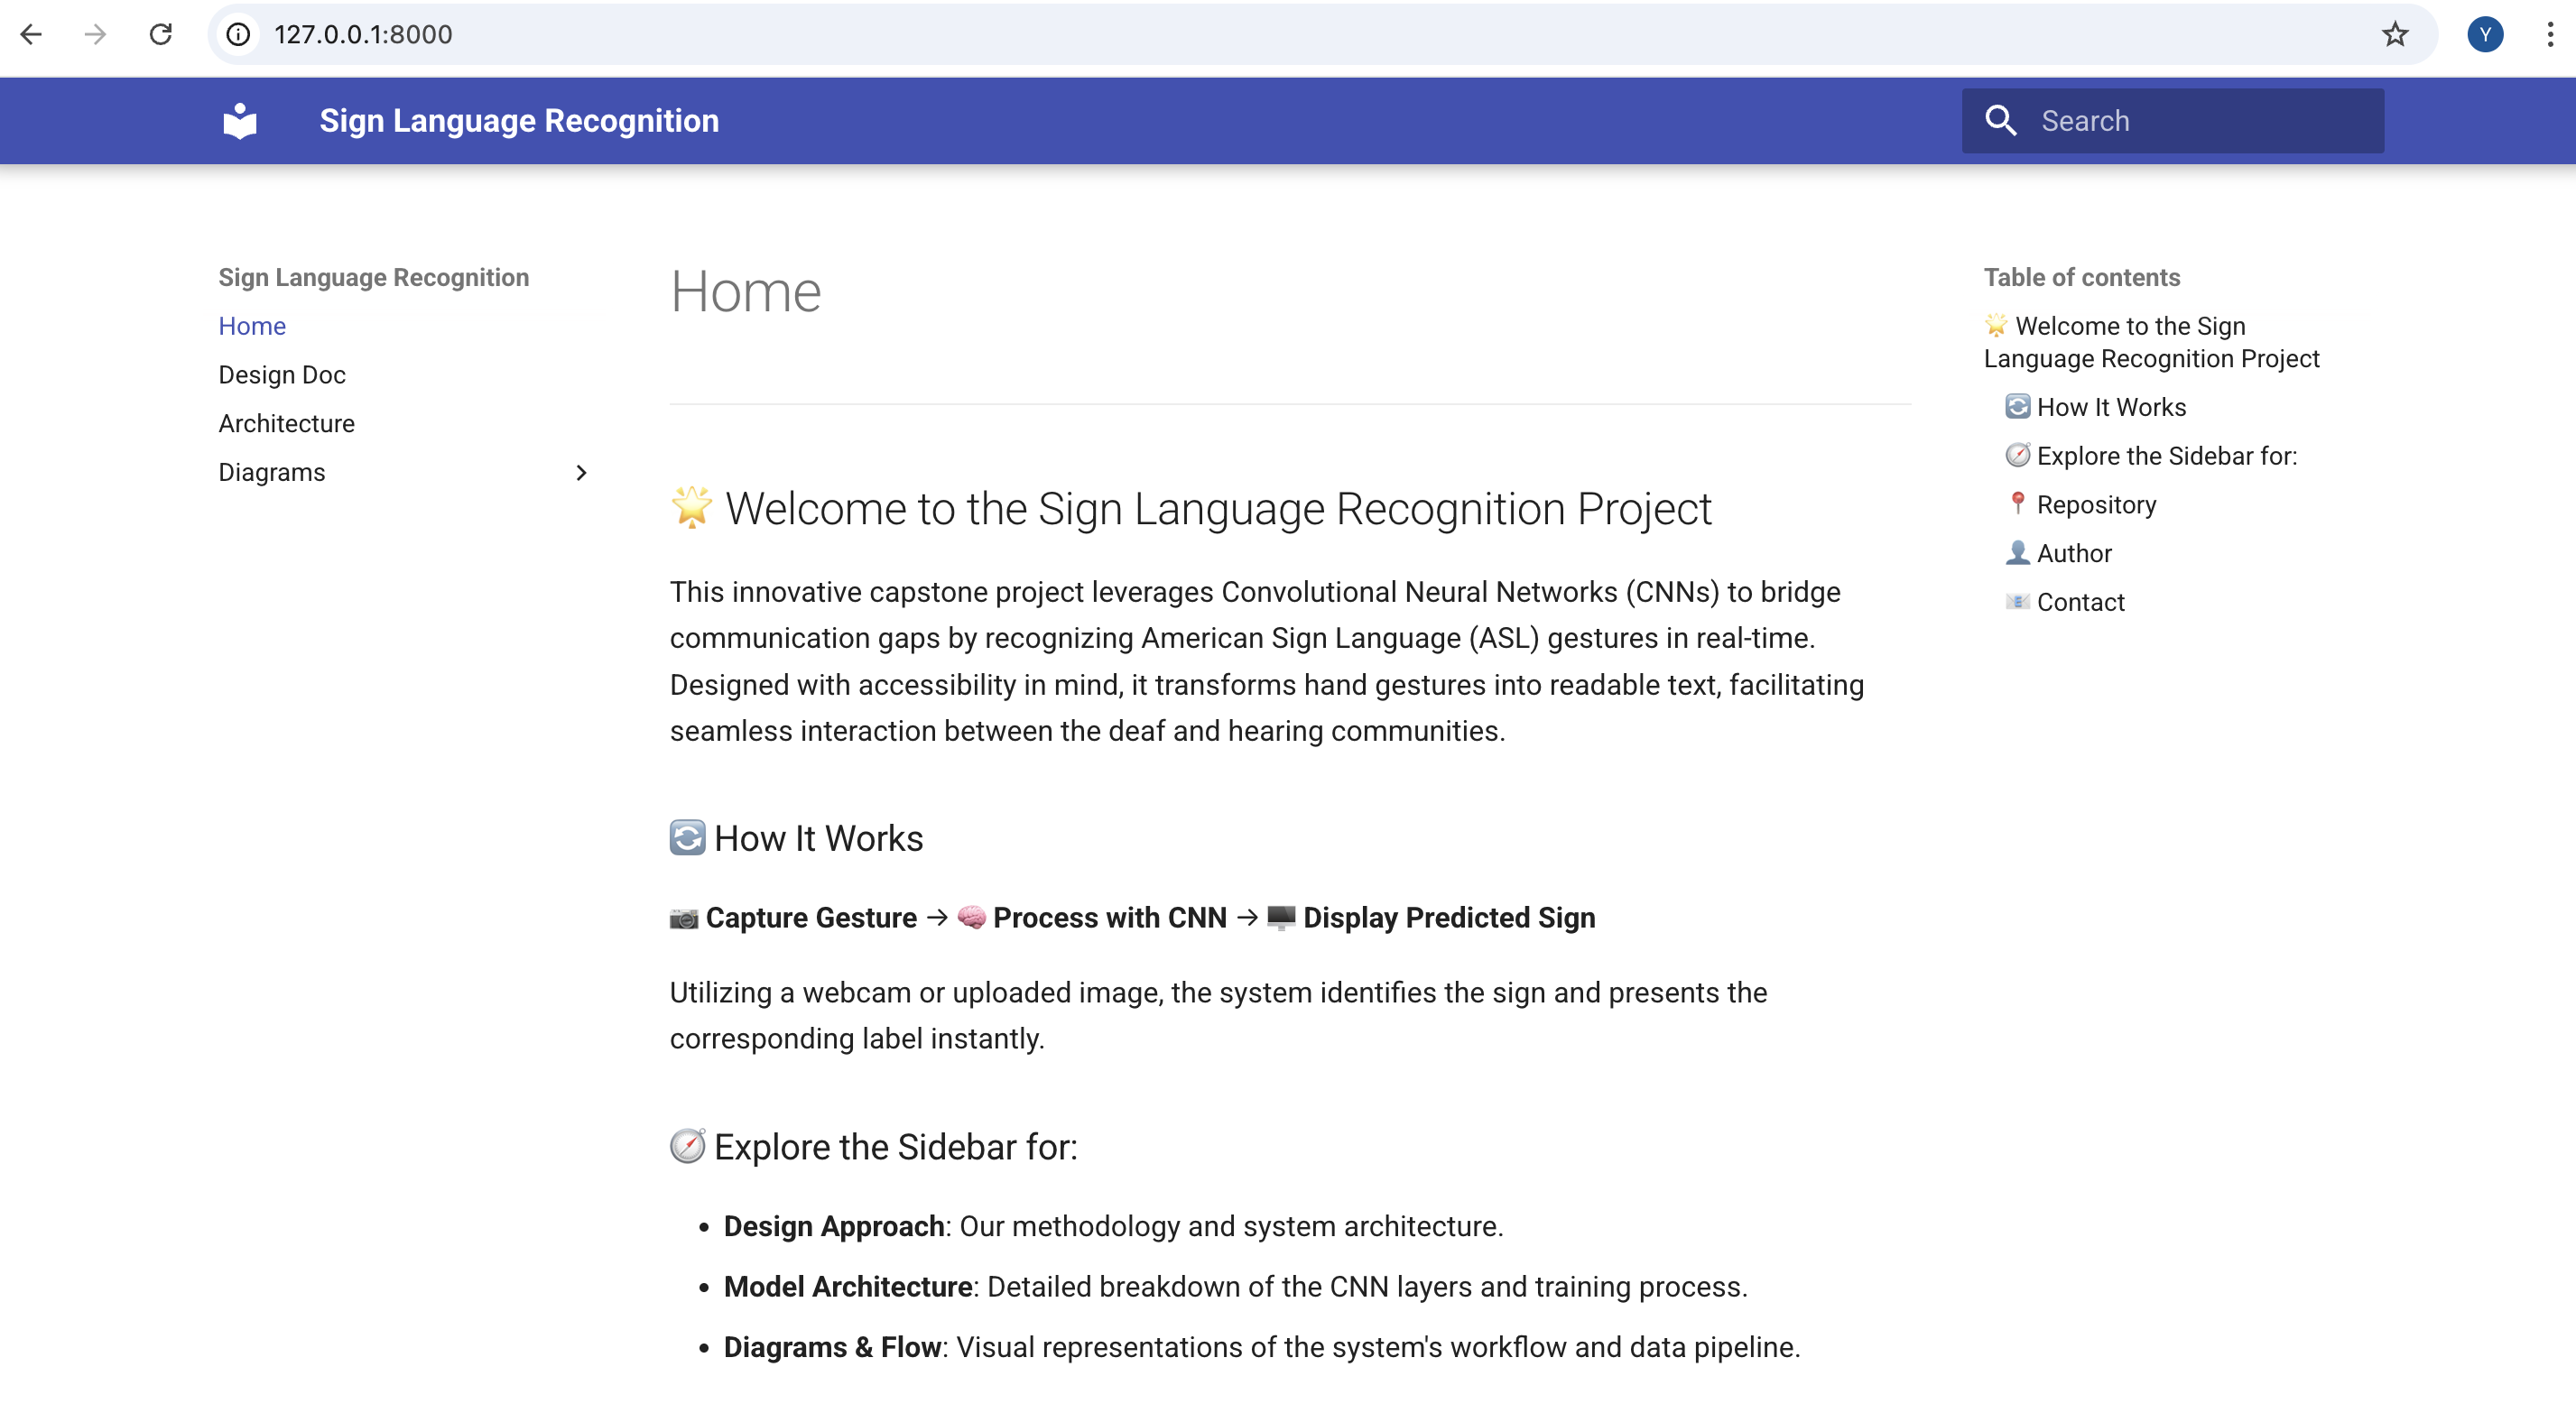 127.0.0.1:8000
Y
Sign Language Recognition
Search
Sign Language Recognition
Home
Design Doc
Architecture
Diagrams
Home
🌟 Welcome to the Sign Language Recognition Project
This innovative capstone project leverages Convolutional Neural Networks (CNNs) to bridge
communication gaps by recognizing American Sign Language (ASL) gestures in real-time.
Designed with accessibility in mind, it transforms hand gestures into readable text, facilitating
seamless interaction between the deaf and hearing communities.
🔄 How It Works
📷 Capture Gesture → 🧠 Process with CNN → 🖥️ Display Predicted Sign
Utilizing a webcam or uploaded image, the system identifies the sign and presents the
corresponding label instantly.
🧭 Explore the Sidebar for:
• Design Approach: Our methodology and system architecture.
• Model Architecture: Detailed breakdown of the CNN layers and training process.
• Diagrams & Flow: Visual representations of the system's workflow and data pipeline.
Table of contents
🌟 Welcome to the Sign
Language Recognition Project
🔄 How It Works
🧭 Explore the Sidebar for:
📍 Repository
👤 Author
📧 Contact